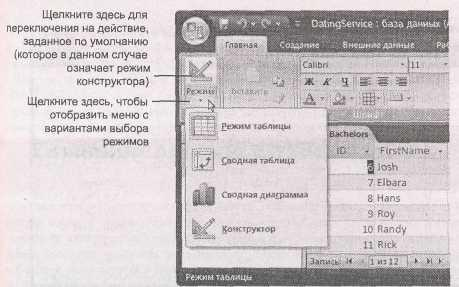 Щелкните здесь для
переключения на действие,
заданное по умолчанию
(которое в данном случае
означает режим
конструктора)
Щелкните здесь, чтобы
отобразить меню с
вариантами выбора
режимов
DatingService : база данных (A
Главная Создание Внешние данные Раб
Calibri 11
Режим Вставить Ж К Ч
Шрифт
Режим таблицы
Сводная таблица
Сводная диаграмма
Конструктор
Bachelors
ID FirstName
6 Josh
7 Elbara
8 Hans
9 Roy
10 Randy
11 Rick
Запись: 1 из 12
Режим таблицы